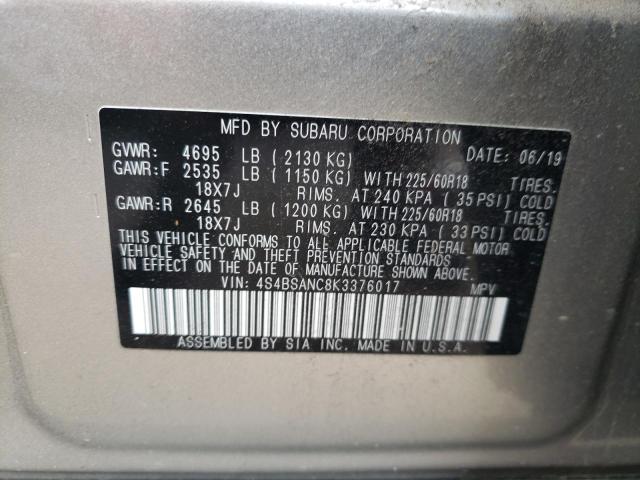 MFD BY SUBARU CORPORATION
GVWR: 4695 LB ( 2130 KG) DATE: 06/19
GAWR:F 2535 LB ( 1150 KG) WITH 225/60R18 TIRES.
18X7J RIMS. AT 240 KPA ( 35 PSI) COLD
GAWR:R 2645 LB ( 1200 KG) WITH 225/60R18 TIRES.
18X7J RIMS. AT 230 KPA ( 33 PSI) COLD
THIS VEHICLE CONFORMS TO ALL APPLICABLE FEDERAL MOTOR
VEHICLE SAFETY AND THEFT PREVENTION STANDARDS
IN EFFECT ON THE DATE OF MANUFACTURE SHOWN ABOVE.
VIN: 4S4BSANC8K3376017 MPV
ASSEMBLED BY SIA INC. MADE IN U.S.A.